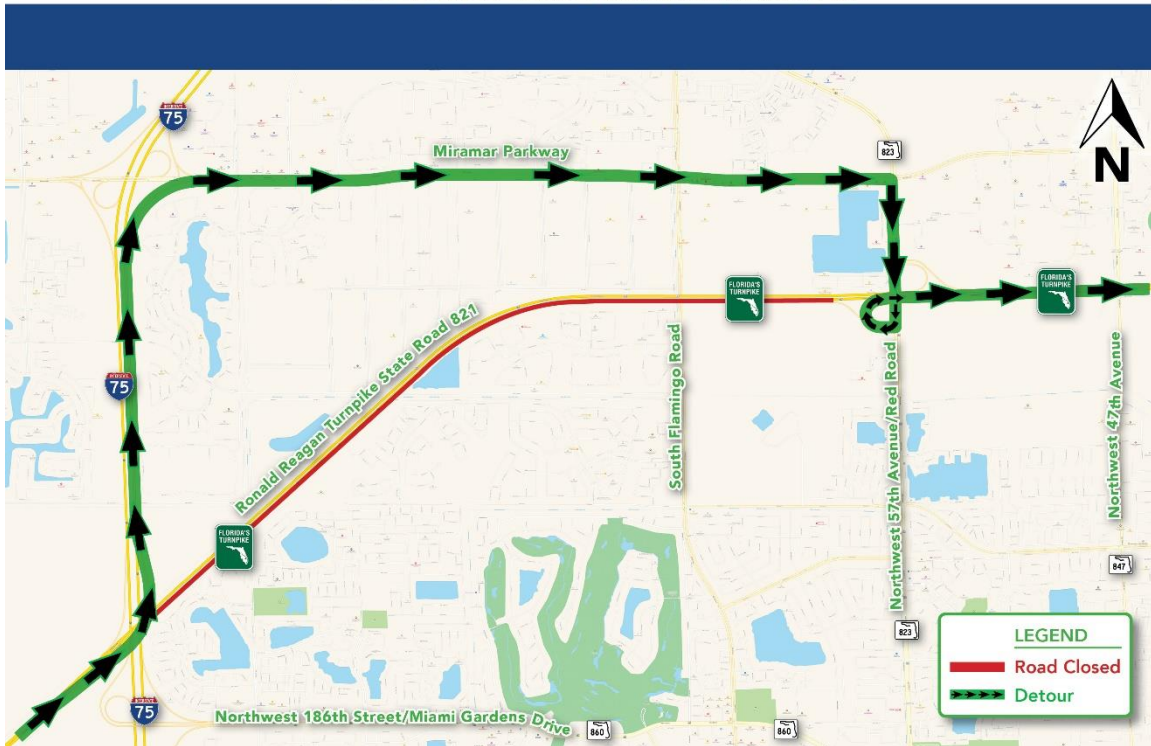 75
Miramar Parkway
823
N
FLORIDA'S
TURNPIKE
FLORIDA'S
TURNPIKE
Ronald Reagan Turnpike State Road 821
75
South Flamingo Road
Northwest 57th Avenue/Red Road
Northwest 47th Avenue
FLORIDA'S
TURNPIKE
847
823
LEGEND
Road Closed
Detour
75
Northwest 186th Street/Miami Gardens Drive
860
860